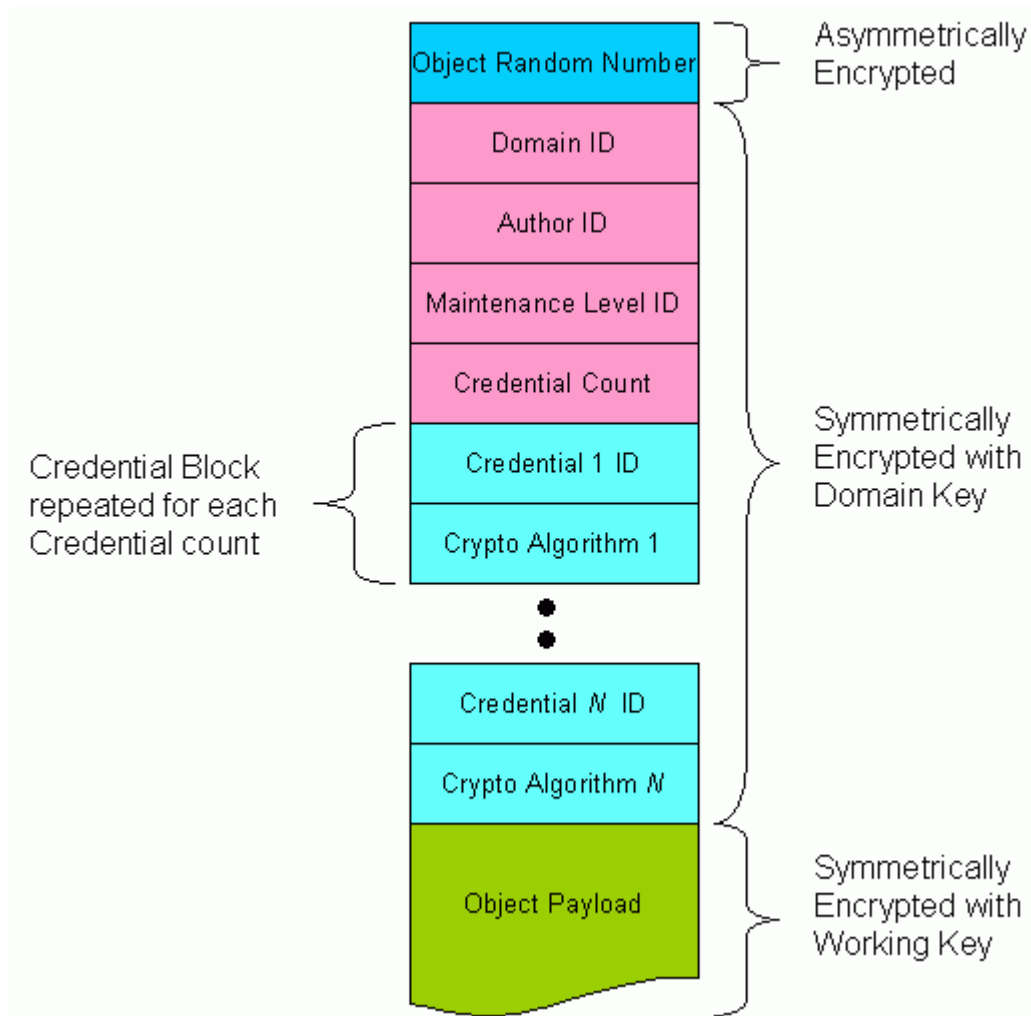 Object Random Number
Asymmetrically
Encrypted
Domain ID
Author ID
Maintenance Level ID
Credential Count
Credential Block
repeated for each
Credential count
Credential 1 ID
Crypto Algorithm 1
Symmetrically
Encrypted with
Domain Key
Credential N ID
Crypto Algorithm N
Object Payload
Symmetrically
Encrypted with
Working Key